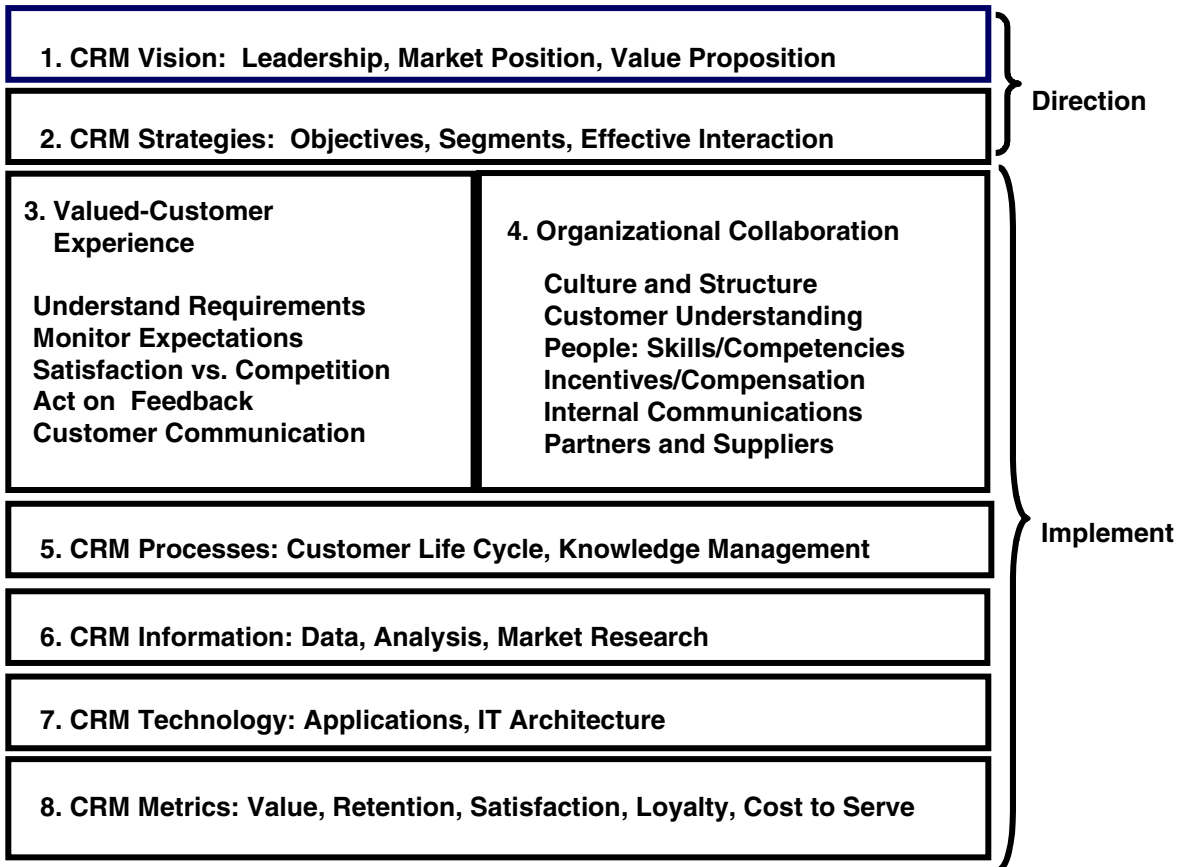 1. CRM Vision: Leadership, Market Position, Value Proposition
2. CRM Strategies: Objectives, Segments, Effective Interaction
Direction
3. Valued-Customer
Experience
Understand Requirements
Monitor Expectations
Satisfaction vs. Competition
Act on Feedback
Customer Communication
4. Organizational Collaboration
Culture and Structure
Customer Understanding
People: Skills/Competencies
Incentives/Compensation
Internal Communications
Partners and Suppliers
5. CRM Processes: Customer Life Cycle, Knowledge Management
6. CRM Information: Data, Analysis, Market Research
7. CRM Technology: Applications, IT Architecture
8. CRM Metrics: Value, Retention, Satisfaction, Loyalty, Cost to Serve
Implement